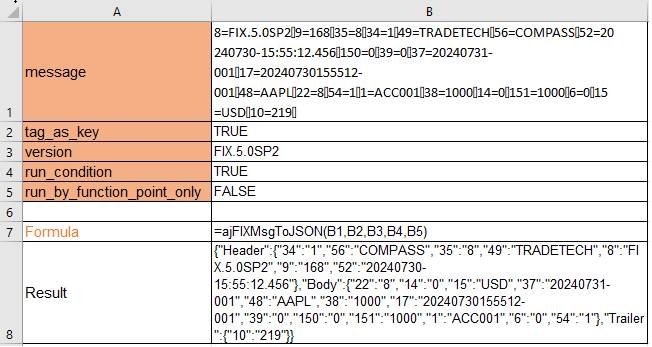 A B
8=FIX.5.0SP2▯9=168▯35=8▯34=1▯49=TRADETECH▯56=COMPASS▯52=20
240730-15:55:12.456▯150=0▯39=0▯37=20240731-
001▯17=20240730155512-
message
001▯48=AAPL▯22=8▯54=1▯1=ACC001▯38=1000▯14=0▯151=1000▯6=0▯15
1 =USD▯10=219▯
2 tag_as_key TRUE
3 version FIX.5.0SP2
4 run_condition TRUE
5 run_by_function_point_only FALSE
6
7 Formula =ajFIXMsgToJSON(B1,B2,B3,B4,B5)
{"Header":{"34":"1","56":"COMPASS","35":"8","49":"TRADETECH","8":"FI
X.5.0SP2","9":"168","52":"20240730-
15:55:12.456"},"Body":{"22":"8","14":"0","15":"USD","37":"20240731-
Result
001","48":"AAPL","38":"1000","17":"20240730155512-
001","39":"0","150":"0","151":"1000","1":"ACC001","6":"0","54":"1"},"Trailer"
8 :{"10":"219"}}